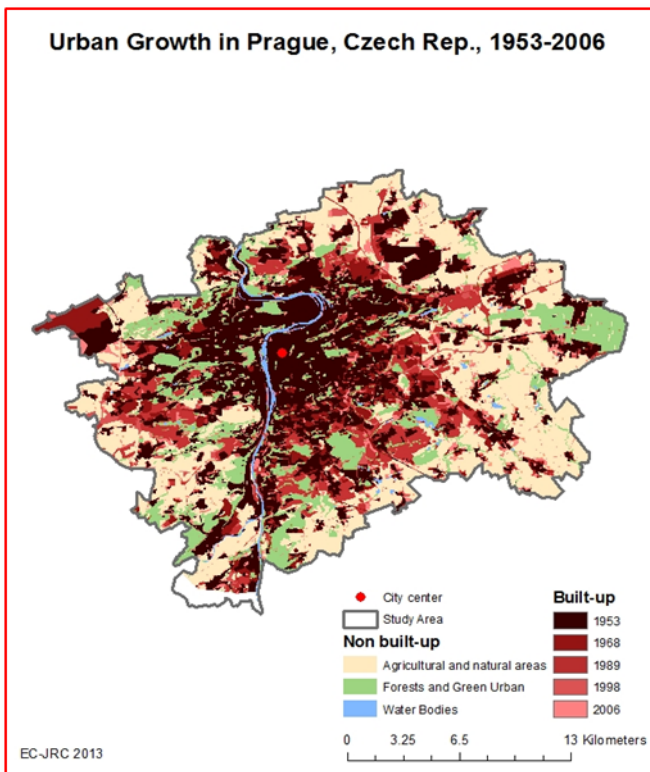 Urban Growth in Prague, Czech Rep., 1953-2006
City center
Study Area
Non built-up
Agricultural and natural areas
Forests and Green Urban
Water Bodies
Built-up
1953
1968
1989
1998
2006
0 3.25 6.5 13 Kilometers
EC-JRC 2013